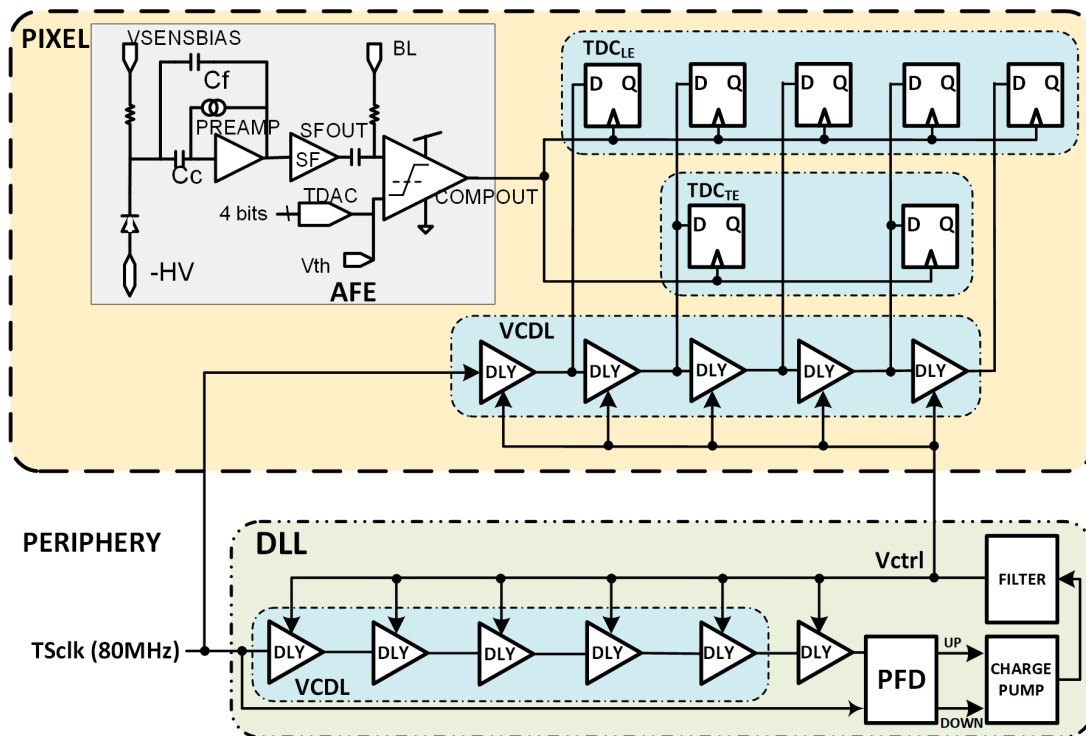 PIXEL
VSENSBIAS
Cf
PREAMP
Cc
-HV
SF
SFOUT
BL
TDAC
4 bits
Vth
COMPOUT
AFE
TDCLE
D Q
D Q
D Q
D Q
D Q
TDCTE
D Q
D Q
VCDL
DLY
DLY
DLY
DLY
DLY
PERIPHERY
DLL
Vctrl
FILTER
TSclk (80MHz)
DLY
DLY
DLY
DLY
DLY
DLY
VCDL
PFD
UP
DOWN
CHARGE
PUMP